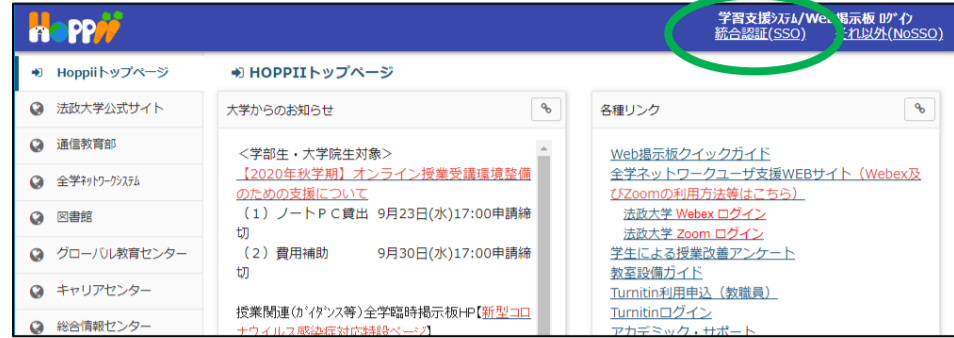 HOPPii
学習支援ｼｽﾃﾑ/Web掲示板 ﾛｸﾞｲﾝ
統合認証(SSO) それ以外(NoSSO)
Hoppiiトップページ
法政大学公式サイト
通信教育部
全学ﾈｯﾄﾜｰｸｼｽﾃﾑ
図書館
グローバル教育センター
キャリアセンター
総合情報センター
HOPPIIトップページ
大学からのお知らせ
＜学部生・大学院生対象＞
【2020年秋学期】オンライン授業受講環境整備
のための支援について
（1）ノートＰＣ貸出 9月23日(水)17:00申請締
切
（2）費用補助 9月30日(水)17:00申請締
切
授業関連(ｶﾞｲﾀﾞﾝｽ等)全学臨時掲示板HP【新型コロ
ナウイルス感染症対応特設ページ】
各種リンク
Web掲示板クイックガイド
全学ネットワークユーザ支援WEBサイト（Webex及
びZoomの利用方法等はこちら）
法政大学 Webex ログイン
法政大学 Zoom ログイン
学生による授業改善アンケート
教室設備ガイド
Turnitin利用申込（教職員）
Turnitinログイン
アカデミック・サポート